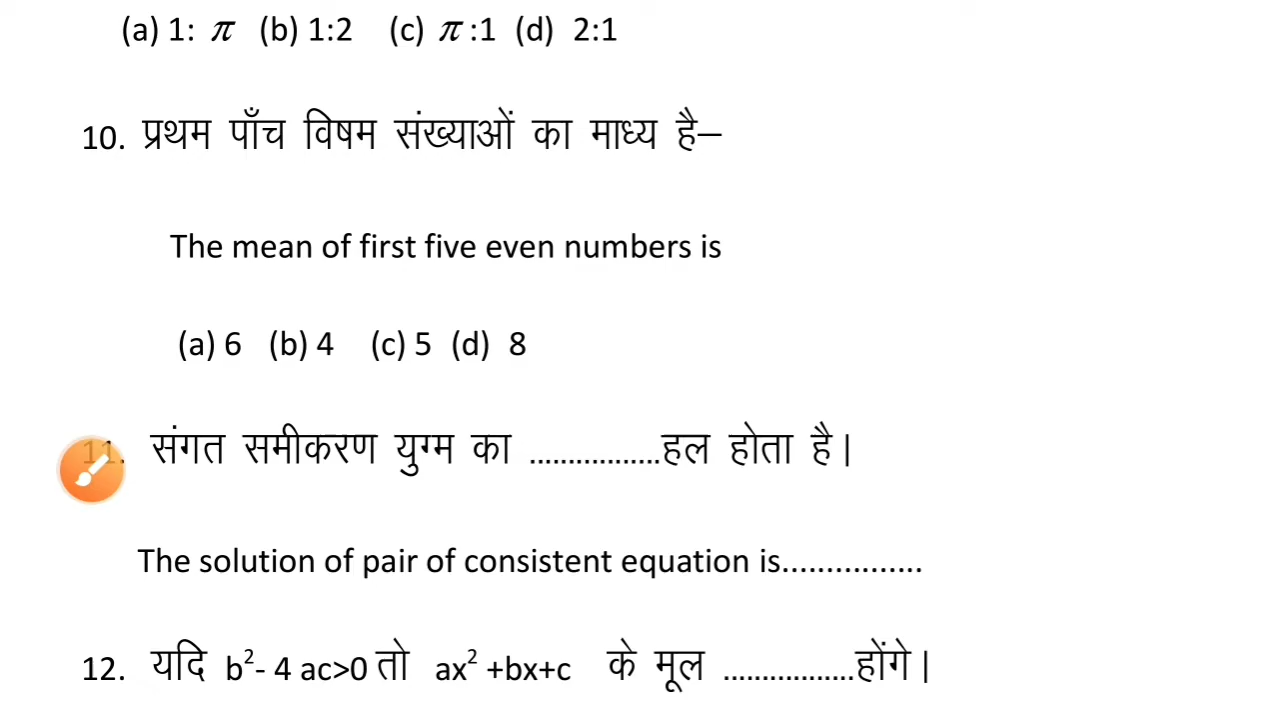 (a) 1: π (b) 1:2 (c) π :1 (d) 2:1
10. प्रथम पाँच विषम संख्याओं का माध्य है–
The mean of first five even numbers is
(a) 6 (b) 4 (c) 5 (d) 8
11. संगत समीकरण युग्म का .................हल होता है |
The solution of pair of consistent equation is................
12. यदि b²- 4 ac>0 तो ax² +bx+c के मूल .................होंगे |